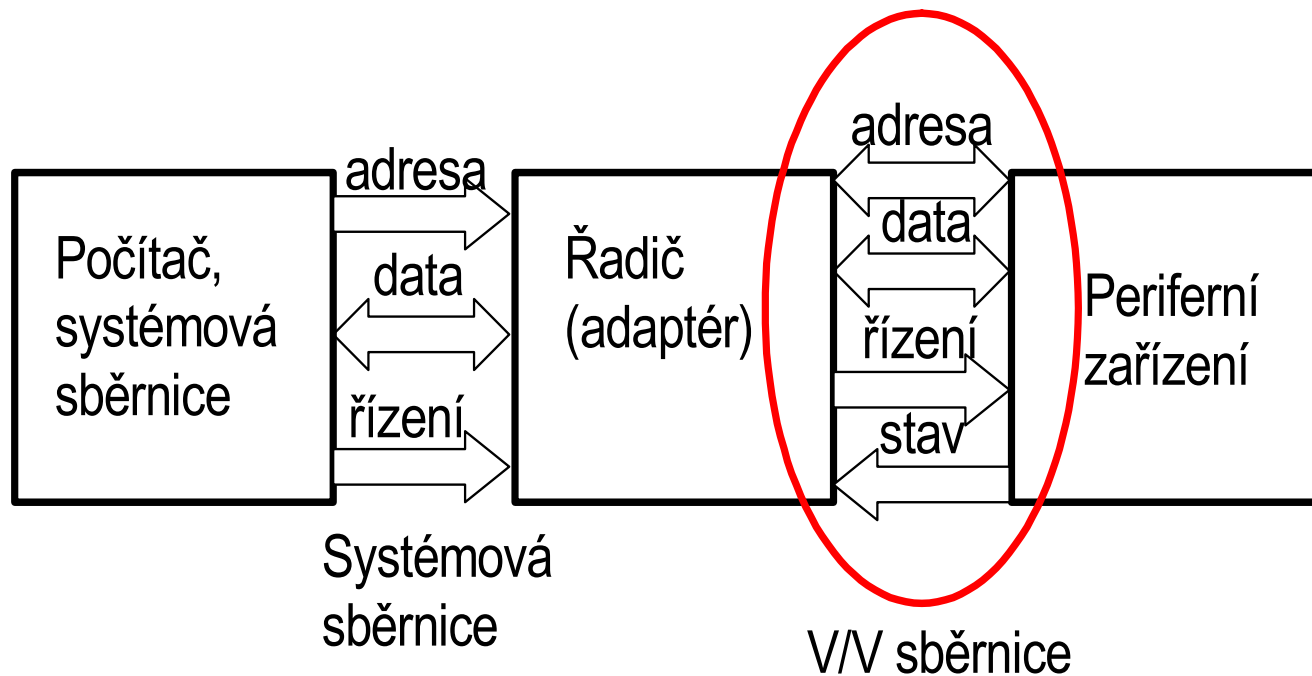 Počítač,
systémová
sběrnice
adresa
data
řízení
Systémová
sběrnice
Řadič
(adaptér)
adresa
data
řízení
stav
V/V sběrnice
Periferní
zařízení